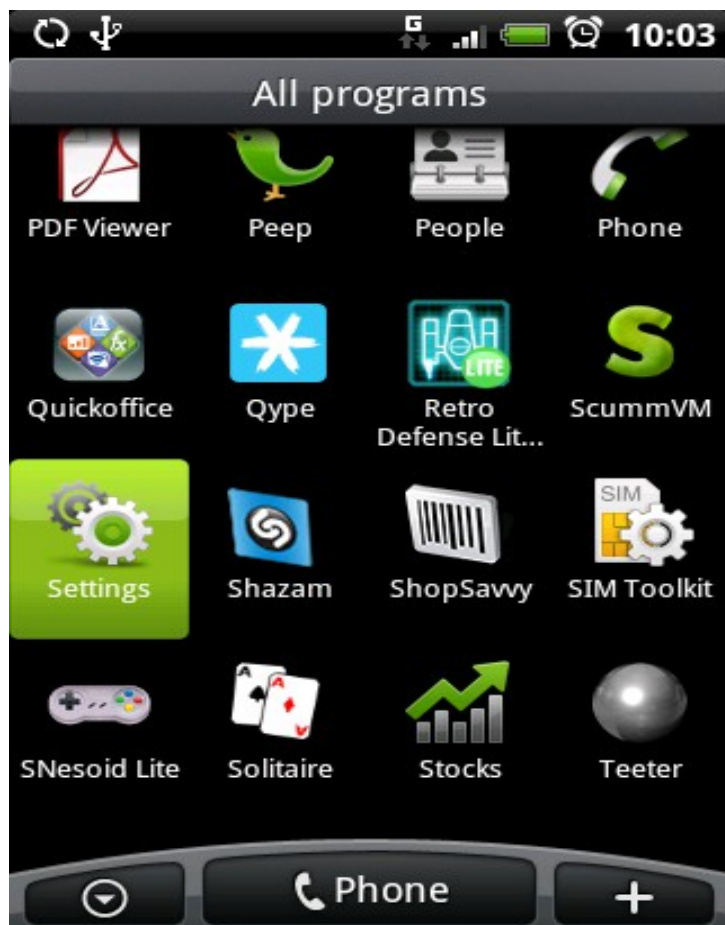 G 10:03
All programs
PDF Viewer Peep People Phone
A fx LITE S
Quickoffice Qype Retro ScummVM
Defense Lit...
SIM
Settings Shazam ShopSavvy SIM Toolkit
A A A
SNesoid Lite Solitaire Stocks Teeter
Phone